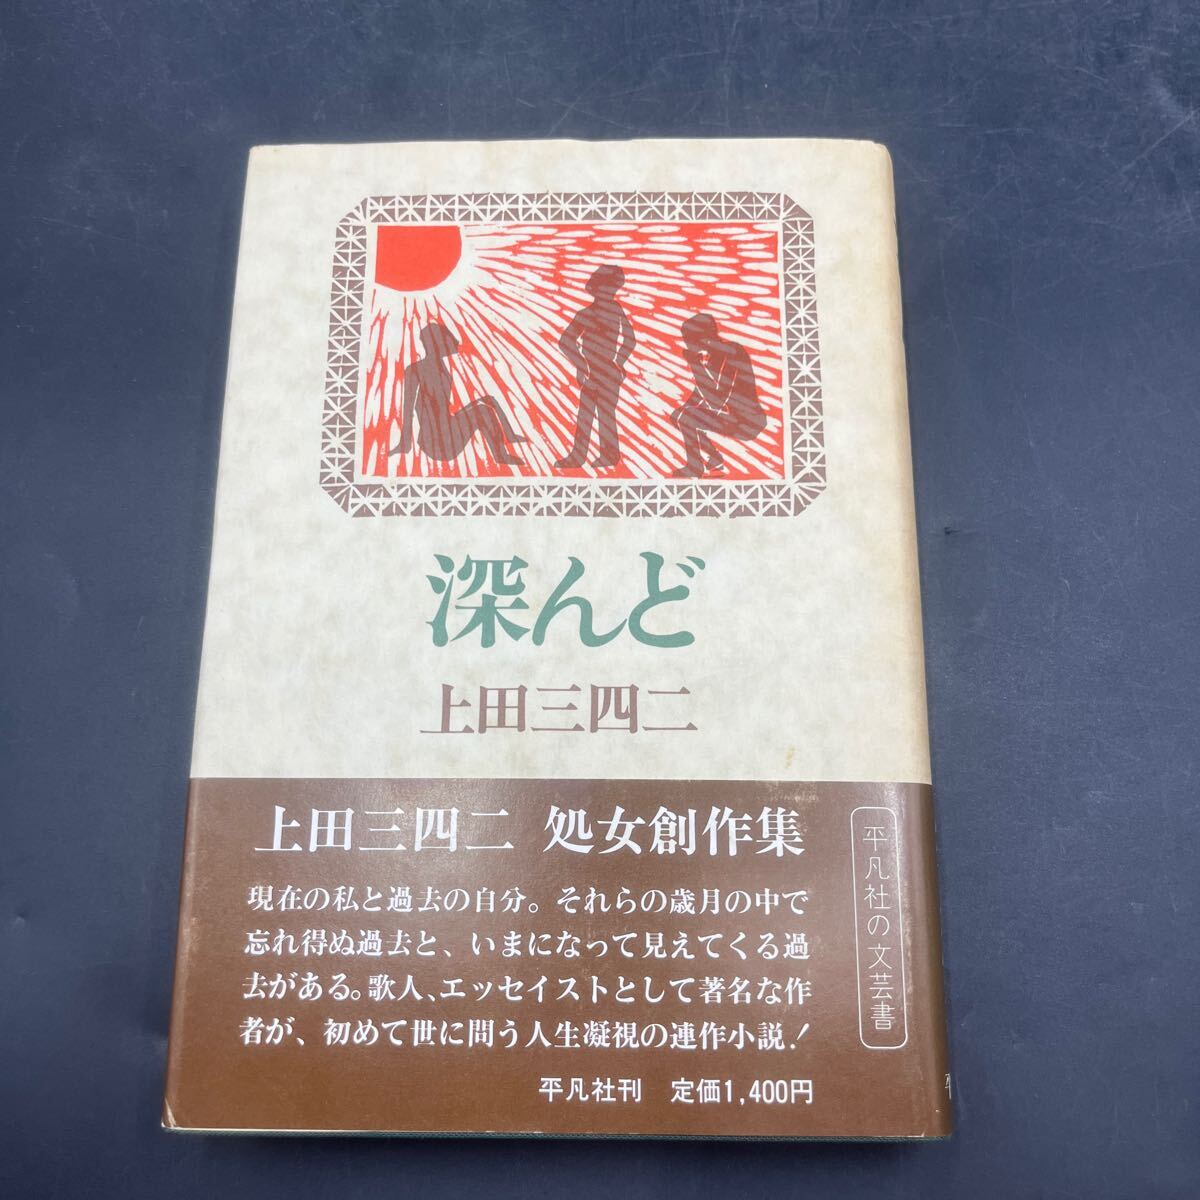 深んど
上田三四二
上田三四二 処女創作集
現在の私と過去の自分。それらの歳月の中で
忘れ得ぬ過去と、いまになって見えてくる過
去がある。歌人、エッセイストとして著名な作
者が、初めて世に問う人生凝視の連作小説！
平凡社刊 定価1,400円
平凡社の文芸書